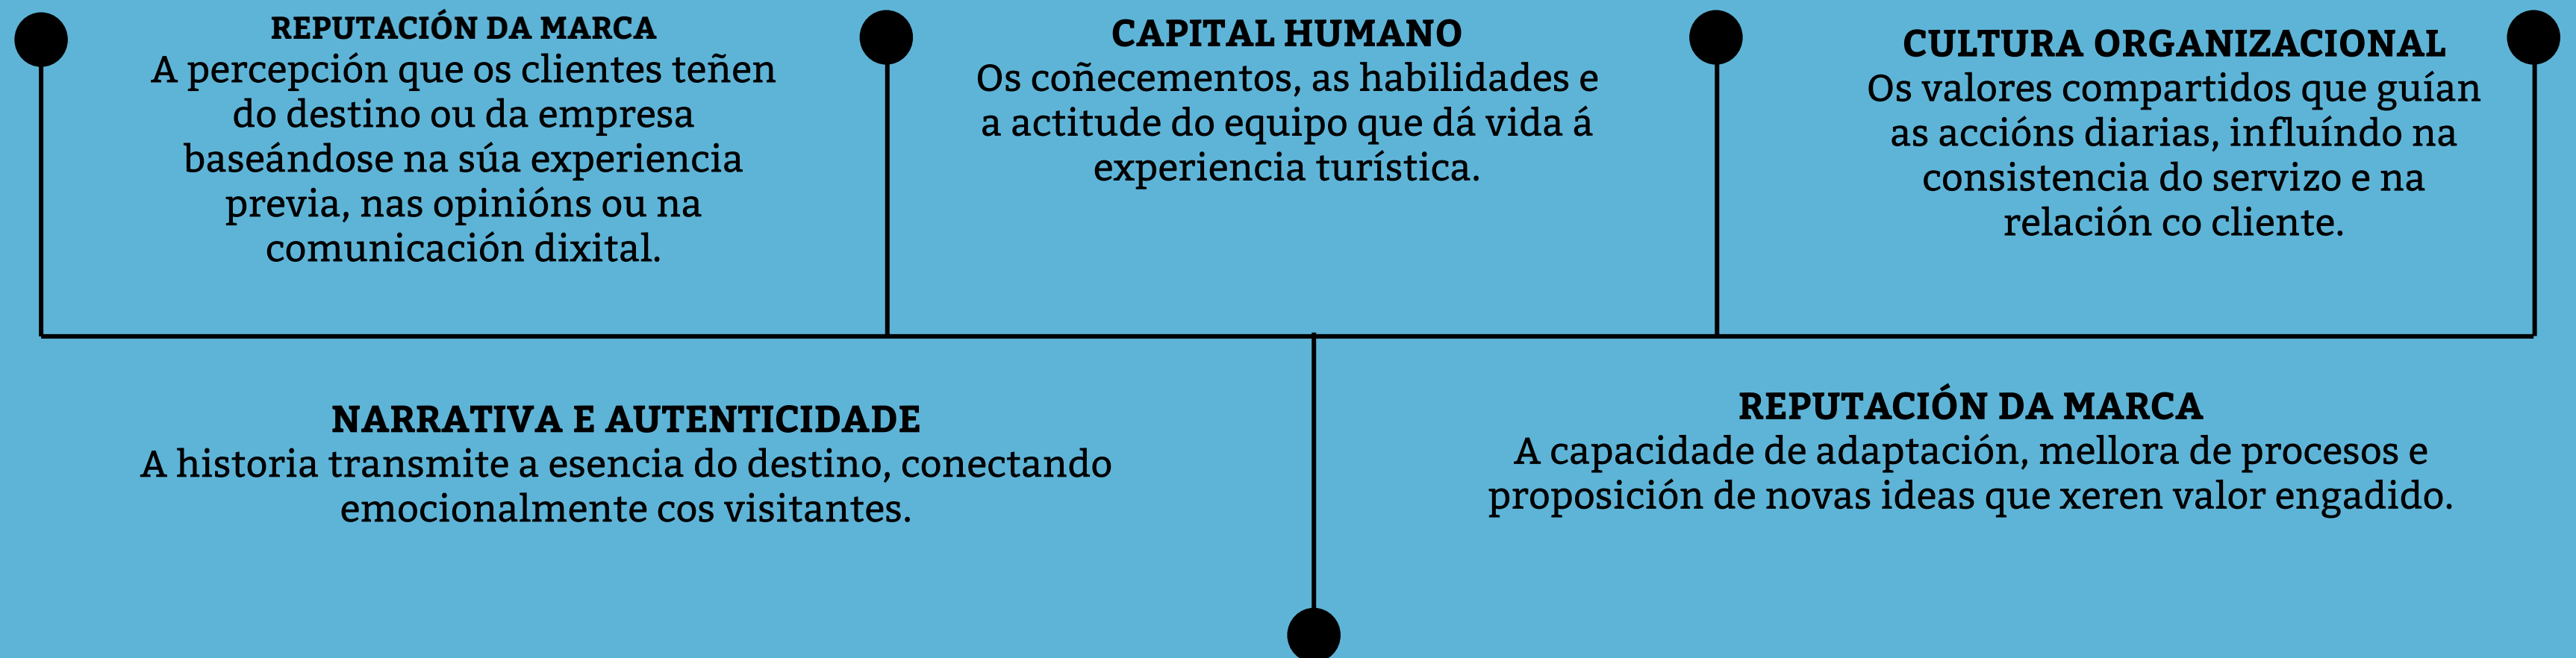 REPUTACIÓN DA MARCA
A percepción que os clientes teñen
do destino ou da empresa
baseándose na súa experiencia
previa, nas opinións ou na
comunicación dixital.
CAPITAL HUMANO
Os coñecementos, as habilidades e
a actitude do equipo que dá vida á
experiencia turística.
CULTURA ORGANIZACIONAL
Os valores compartidos que guían
as accións diarias, influíndo na
consistencia do servizo e na
relación co cliente.
NARRATIVA E AUTENTICIDADE
A historia transmite a esencia do destino, conectando
emocionalmente cos visitantes.
REPUTACIÓN DA MARCA
A capacidade de adaptación, mellora de procesos e
proposición de novas ideas que xeren valor engadido.